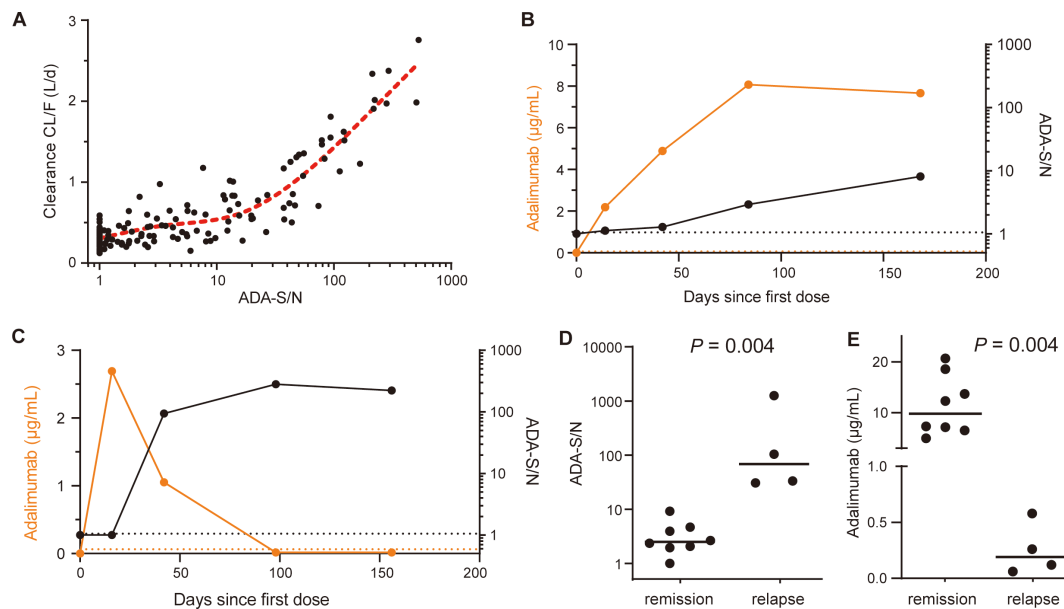 A
Clearance CL/F (L/d)
3
2
1
0
1
10
100
1000
ADA-S/N
B
Adalimumab (µg/mL)
10
8
6
4
2
0
1000
100
10
1
ADA-S/N
0
50
100
150
200
Days since first dose
C
Adalimumab (µg/mL)
3
2
1
0
1000
100
10
1
ADA-S/N
0
50
100
150
200
Days since first dose
D
P = 0.004
ADA-S/N
10000
1000
100
10
1
remission
relapse
E
P = 0.004
Adalimumab (µg/mL)
20
10
1.0
0.5
0.0
remission
relapse